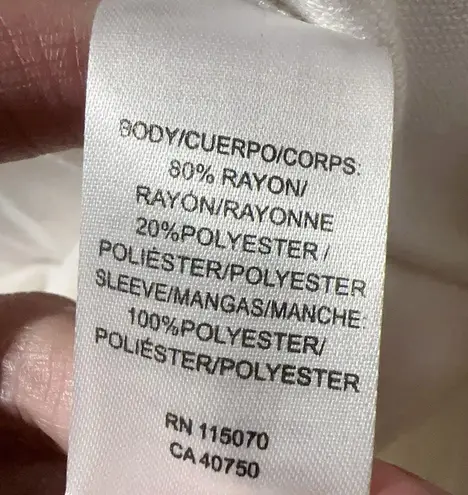 BODY/CUERPO/CORPS:
80% RAYON/
RAYÓN/RAYONNE
20%POLYESTER/
POLIÉSTER/POLYESTER
SLEEVE/MANGAS/MANCHE:
100%POLYESTER/
POLIÉSTER/POLYESTER
RN 115070
CA 40750